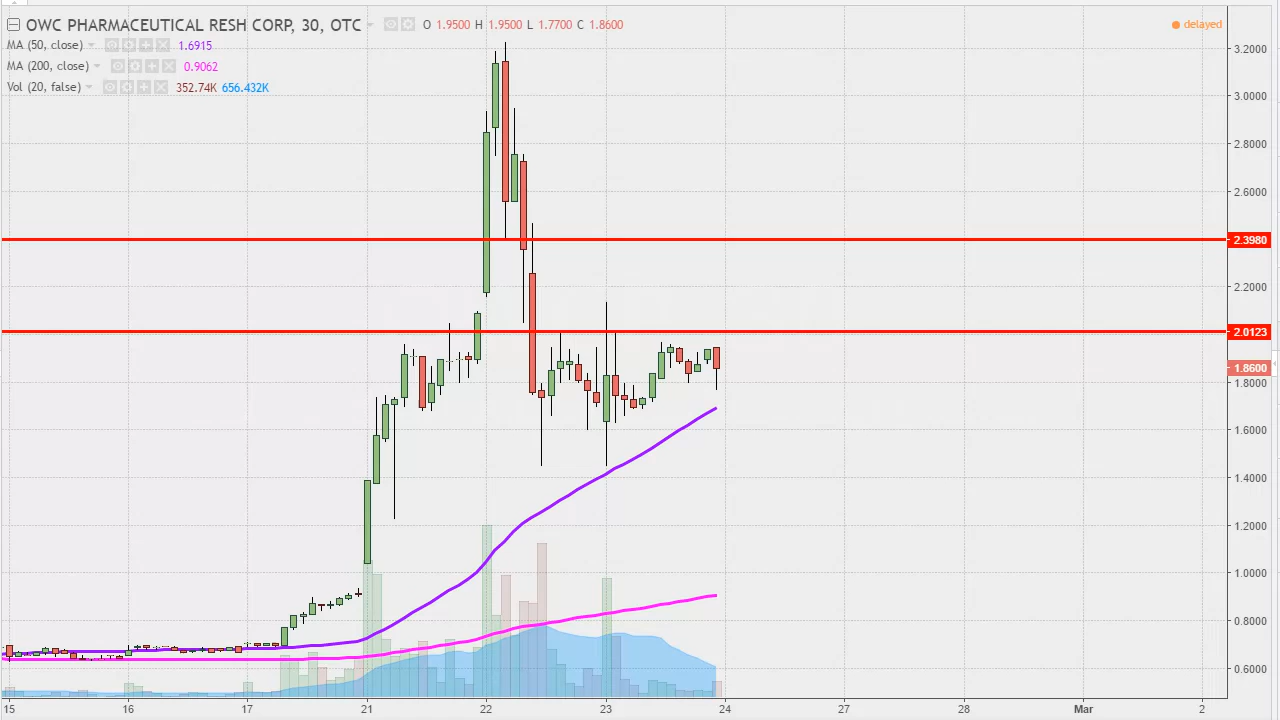 OWC PHARMACEUTICAL RESH CORP, 30, OTC O 1.9500 H 1.9500 L 1.7700 C 1.8600
delayed
MA (50, close) 1.6915
MA (200, close) 0.9062
Vol (20, false) 352.74K 656.432K
3.2000
3.0000
2.8000
2.6000
2.3980
2.2000
2.0123
1.8600
1.8000
1.6000
1.4000
1.2000
1.0000
0.8000
0.6000
15 16 17 21 22 23 24 27 28 Mar 2